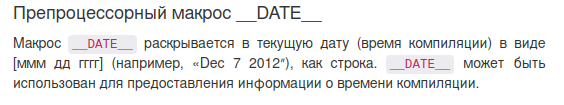 Препроцессорный макрос __DATE__
Макрос __DATE__ раскрывается в текущую дату (время компиляции) в виде
[ммм дд гггг] (например, «Dec 7 2012″), как строка. __DATE__ может быть
использован для предоставления информации о времени компиляции.